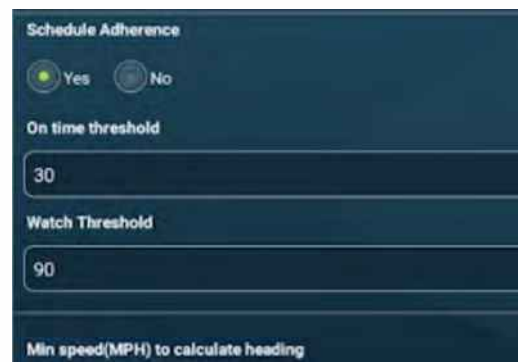 Schedule Adherence
Yes No
On time threshold
30
Watch Threshold
90
Min speed(MPH) to calculate heading